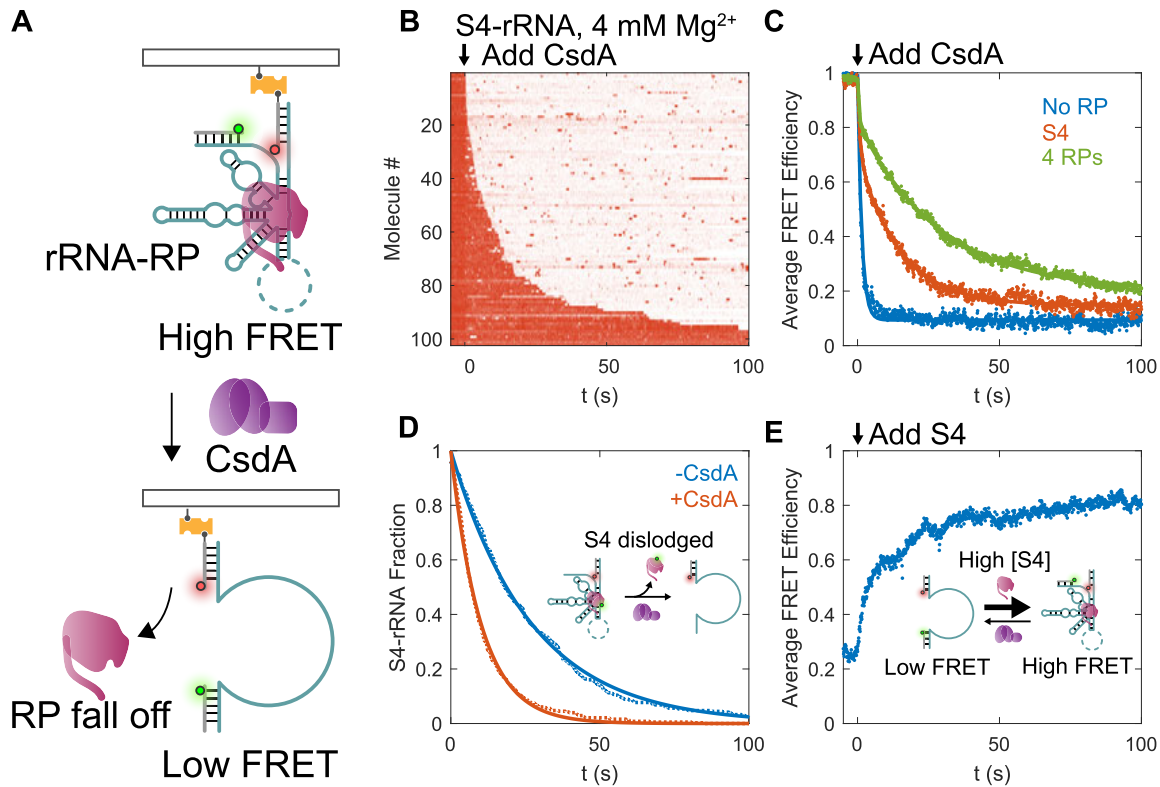 A
rRNA-RP
High FRET
CsdA
RP fall off
Low FRET
B
S4-rRNA, 4 mM Mg²⁺
Add CsdA
Molecule #
20
40
60
80
100
0
50
100
t (s)
C
Add CsdA
Average FRET Efficiency
1
0.8
0.6
0.4
0.2
0
No RP
S4
4 RPs
0
50
100
t (s)
D
S4-rRNA Fraction
1
0.8
0.6
0.4
0.2
0
-CsdA
+CsdA
S4 dislodged
0
50
100
t (s)
E
Add S4
Average FRET Efficiency
1
0.8
0.6
0.4
0.2
0
High [S4]
Low FRET
High FRET
0
50
100
t (s)